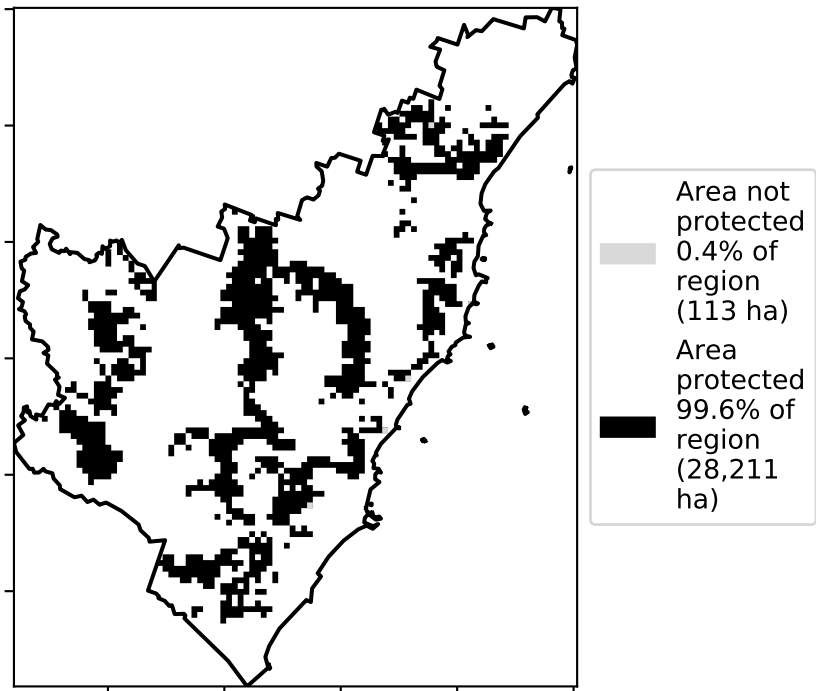 Area not
protected
0.4% of
region
(113 ha)
Area
protected
99.6% of
region
(28,211
ha)